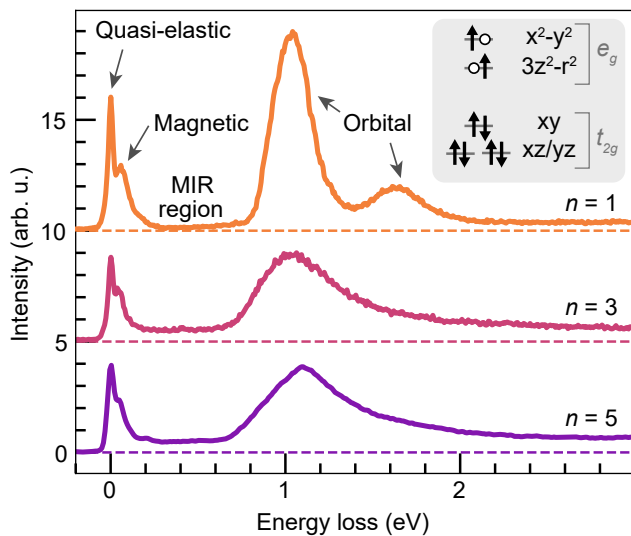 Quasi-elastic
Magnetic
MIR
region
Orbital
x²-y²
3z²-r²
e_g
xy
xz/yz
t_2g
n = 1
n = 3
n = 5
15
10
5
0
Intensity (arb. u.)
0 1 2
Energy loss (eV)